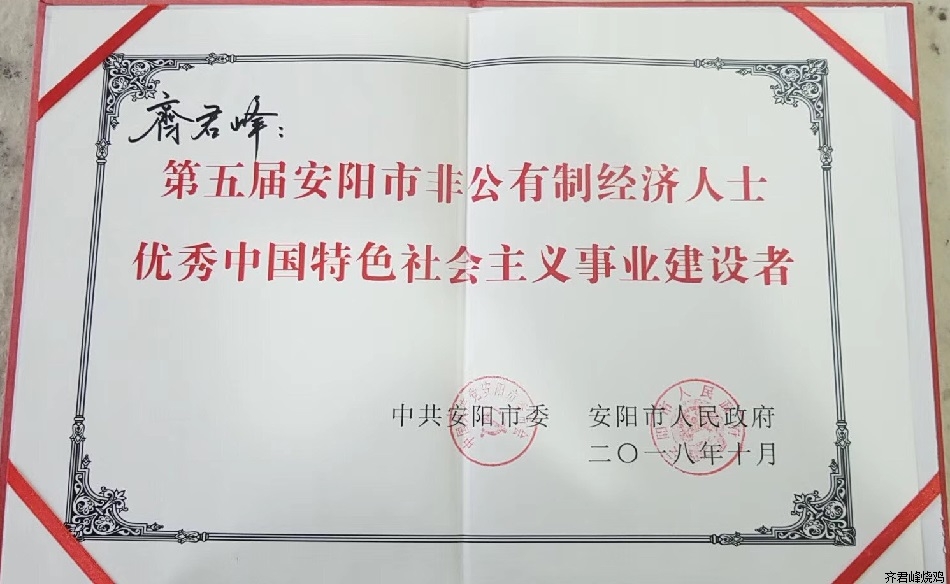 齊君峰:
第五届安阳市非公有制经济人士
优秀中国特色社会主义事业建设者
中共安阳市委 安阳市人民政府
二〇一八年十月
齐君峰烧鸡